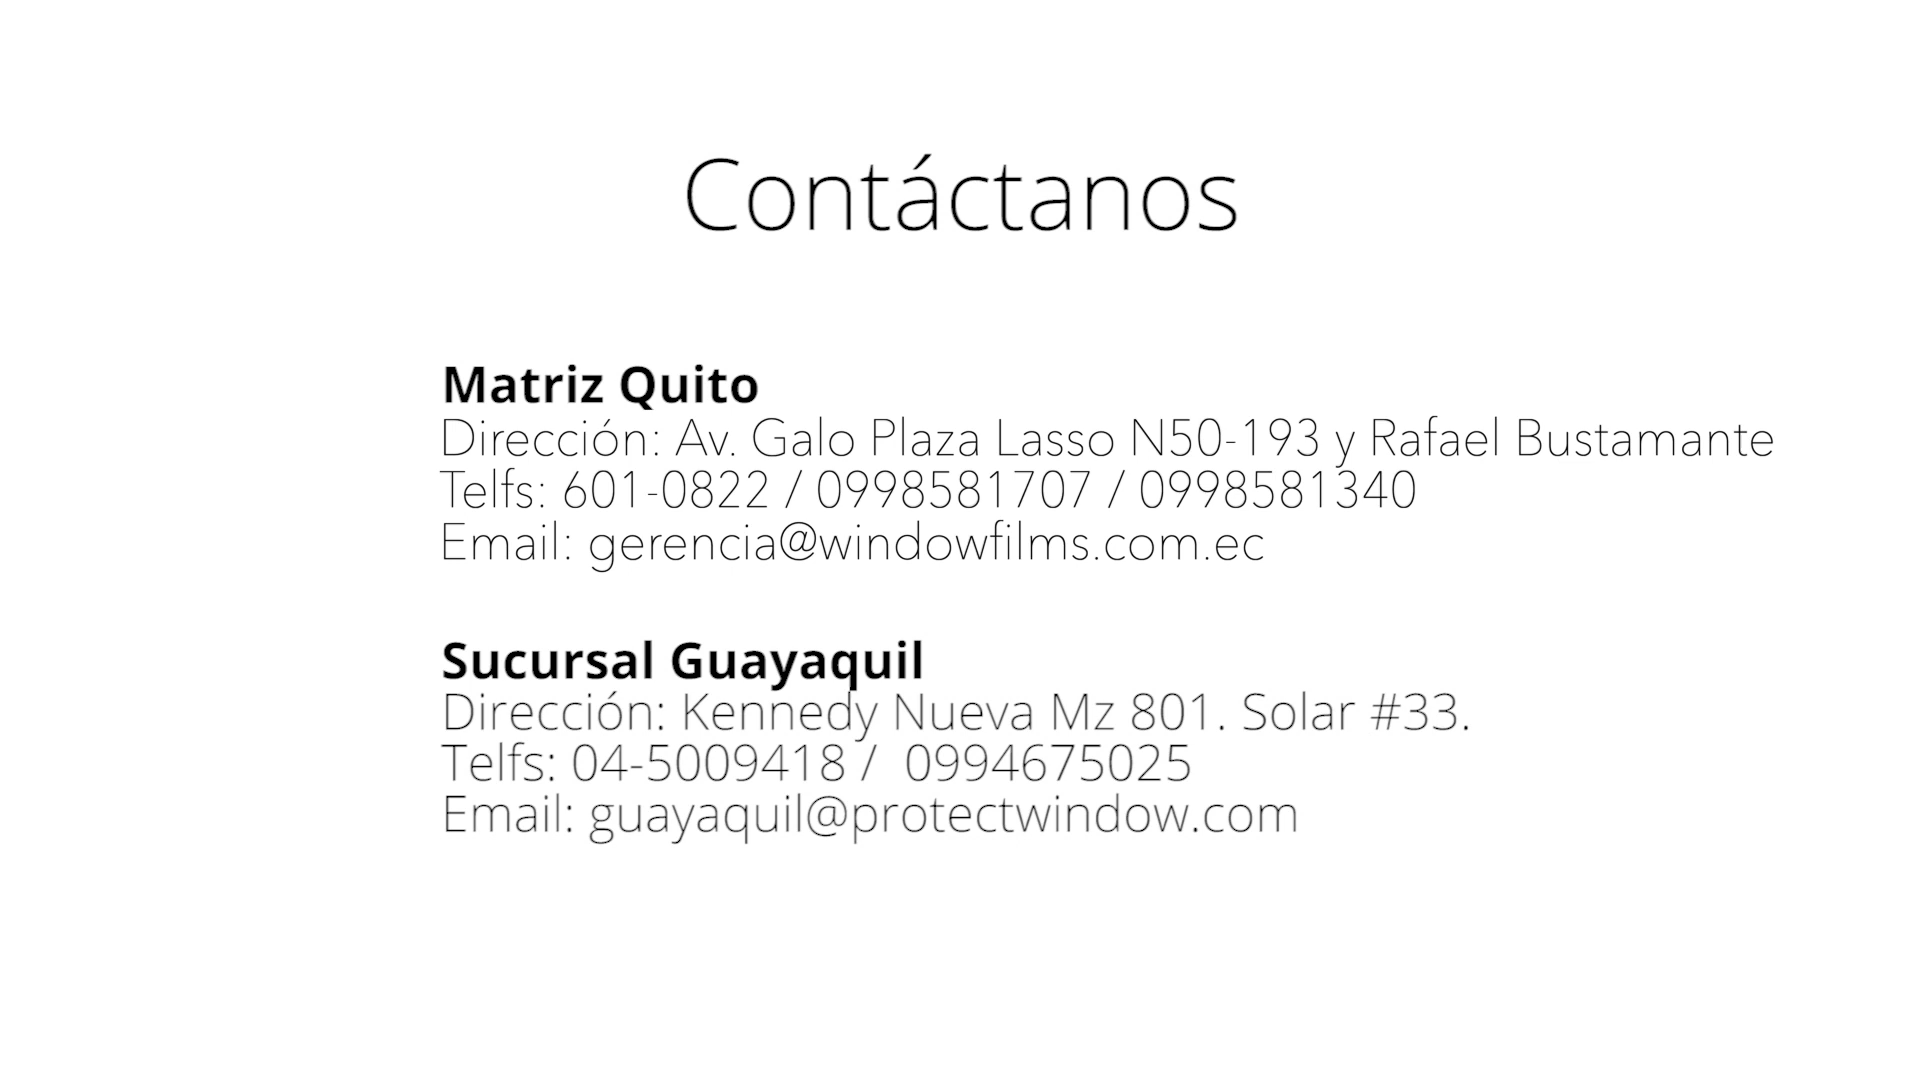 Contáctanos
Matriz Quito
Dirección: Av. Galo Plaza Lasso N50-193 y Rafael Bustamante
Telfs: 601-0822 / 0998581707 / 0998581340
Email: gerencia@windowfilms.com.ec
Sucursal Guayaquil
Dirección: Kennedy Nueva Mz 801. Solar #33.
Telfs: 04-5009418 /  0994675025
Email: guayaquil@protectwindow.com